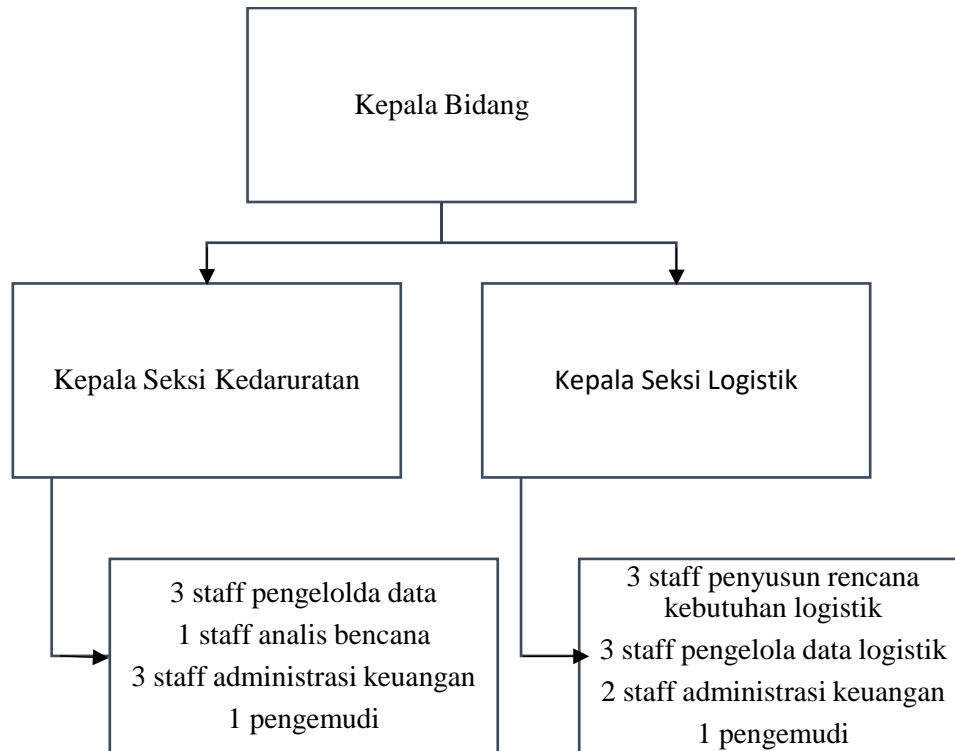 Kepala Bidang
Kepala Seksi Kedaruratan
Kepala Seksi Logistik
3 staff pengelolda data
1 staff analis bencana
3 staff administrasi keuangan
1 pengemudi
3 staff penyusun rencana
kebutuhan logistik
3 staff pengelola data logistik
2 staff administrasi keuangan
1 pengemudi